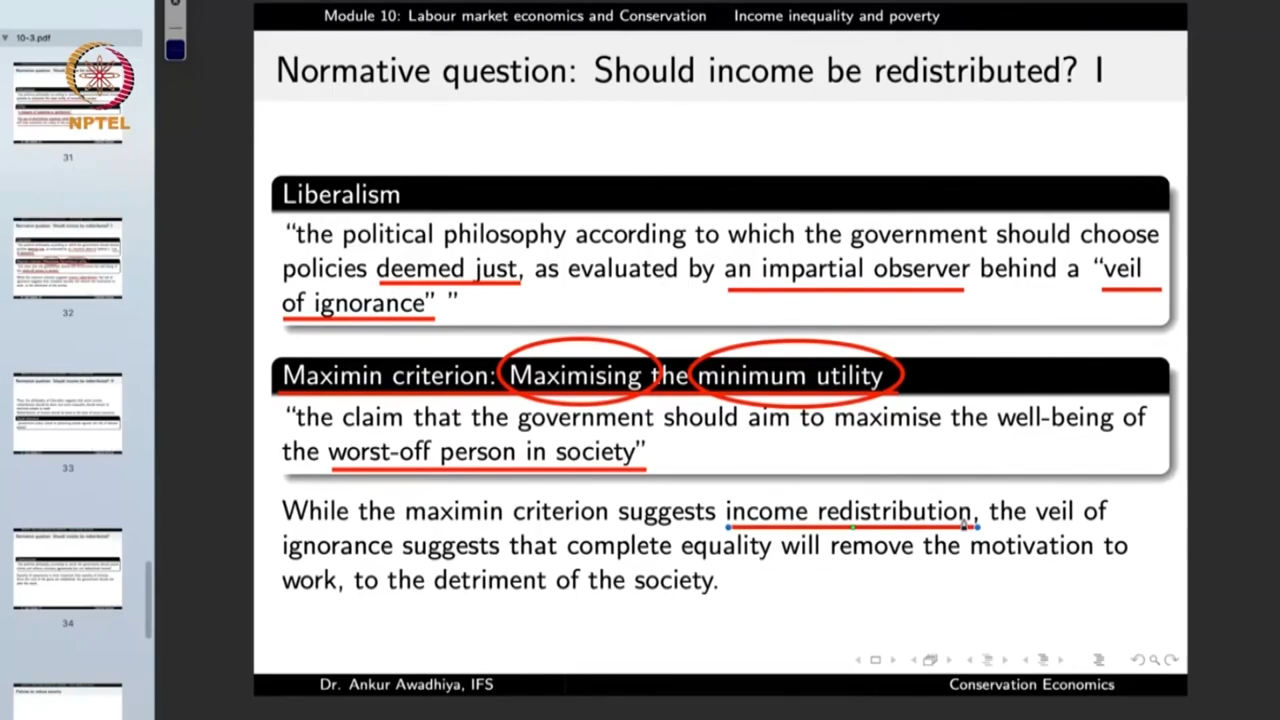 Module 10: Labour market economics and Conservation Income inequality and poverty
10-3.pdf
NPTEL
Normative question: Should income be redistributed? I
Liberalism
“the political philosophy according to which the government should choose
policies deemed just, as evaluated by an impartial observer behind a “veil
of ignorance” ”
Maximin criterion: Maximising the minimum utility
“the claim that the government should aim to maximise the well-being of
the worst-off person in society”
While the maximin criterion suggests income redistribution, the veil of
ignorance suggests that complete equality will remove the motivation to
work, to the detriment of the society.
31
32
33
34
Dr. Ankur Awadhiya, IFS
Conservation Economics